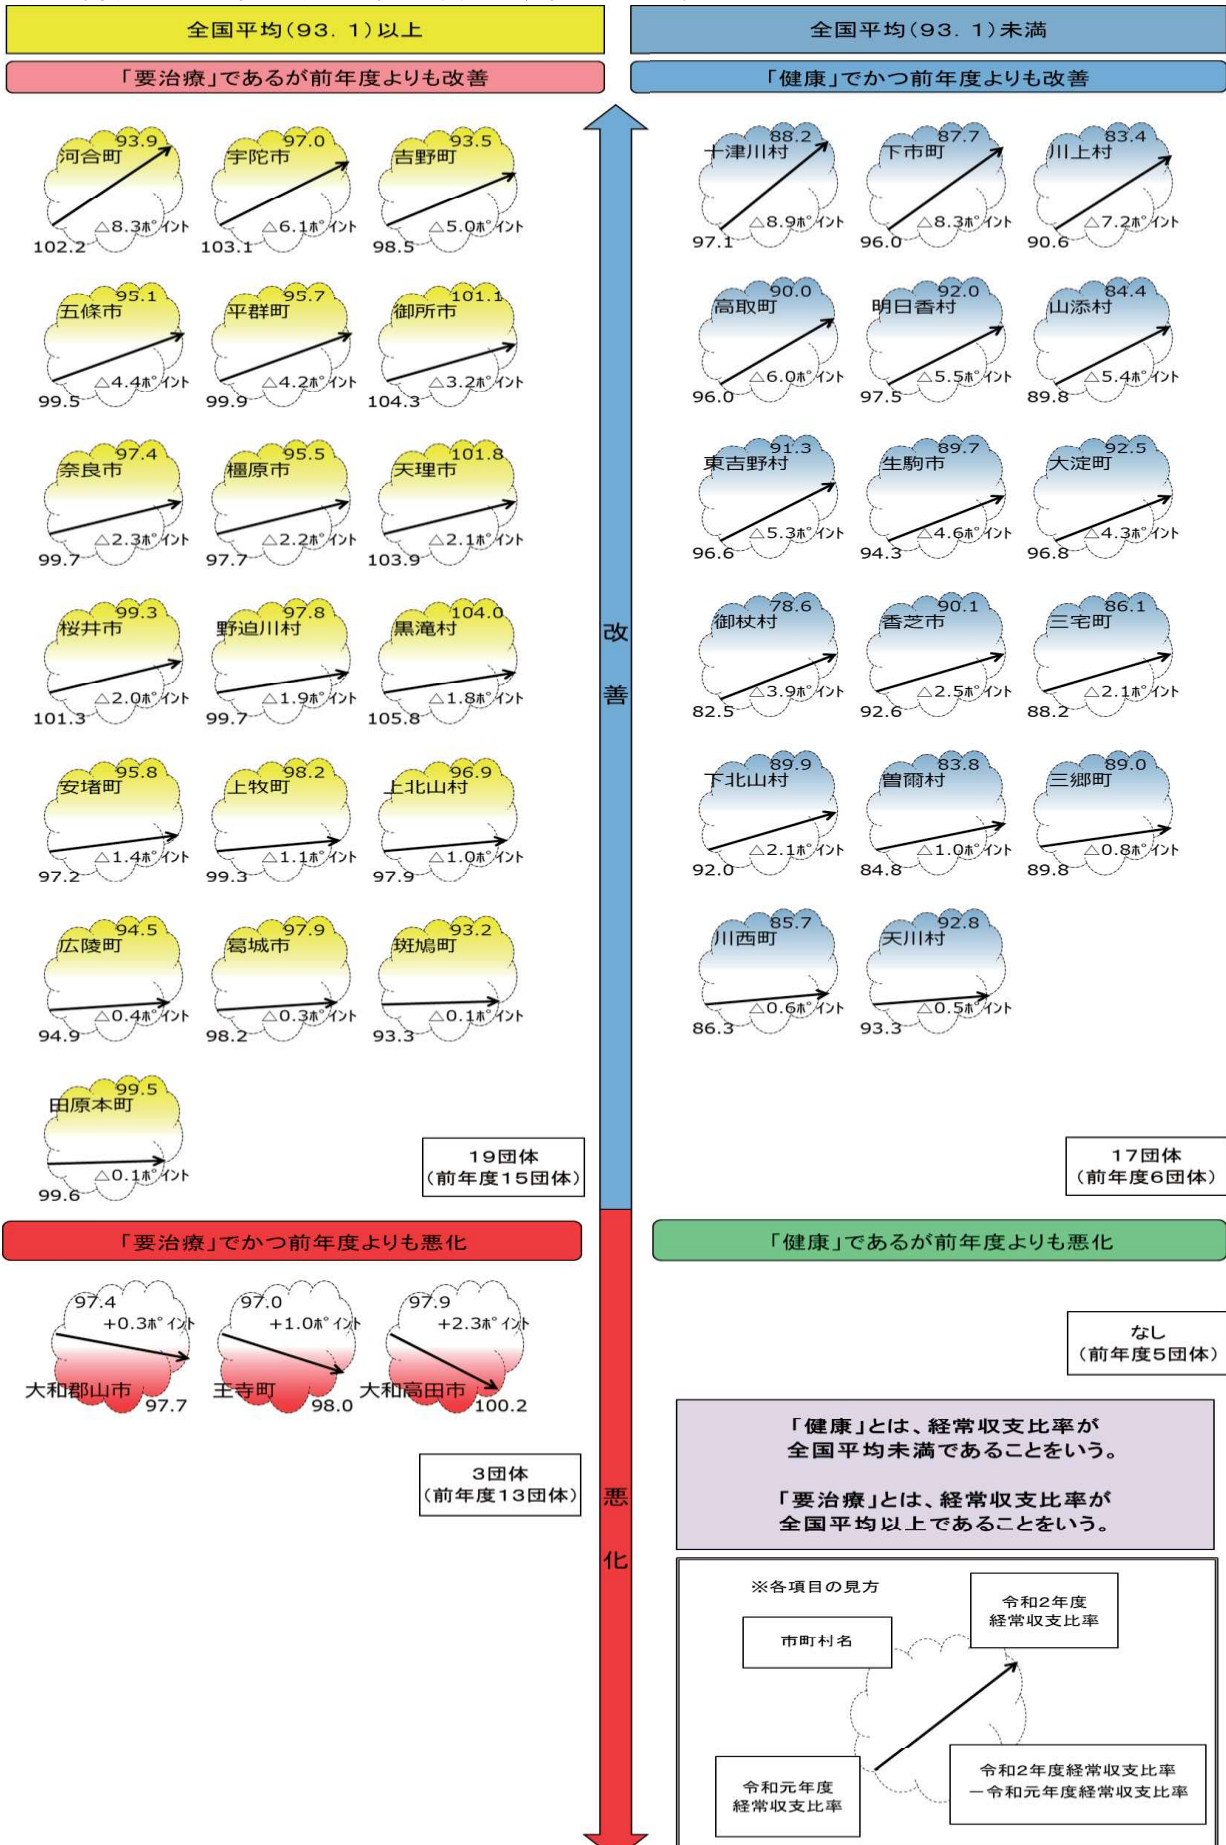 全国平均(93.1)以上
全国平均(93.1)未満
「要治療」であるが前年度よりも改善
「健康」でかつ前年度よりも改善
河合町 93.9
△8.3ポイント
102.2
宇陀市 97.0
△6.1ポイント
103.1
吉野町 93.5
△5.0ポイント
98.5
五條市 95.1
△4.4ポイント
99.5
平群町 95.7
△4.2ポイント
99.9
御所市 101.1
△3.2ポイント
104.3
奈良市 97.4
△2.3ポイント
99.7
橿原市 95.5
△2.2ポイント
97.7
天理市 101.8
△2.1ポイント
103.9
桜井市 99.3
△2.0ポイント
101.3
野迫川村 97.8
△1.9ポイント
99.7
黒滝村 104.0
△1.8ポイント
105.8
安堵町 95.8
△1.4ポイント
97.2
上牧町 98.2
△1.1ポイント
99.3
上北山村 96.9
△1.0ポイント
97.9
広陵町 94.5
△0.4ポイント
94.9
葛城市 97.9
△0.3ポイント
98.2
斑鳩町 93.2
△0.1ポイント
93.3
田原本町 99.5
△0.1ポイント
99.6
19団体
(前年度15団体)
改善
十津川村 88.2
△8.9ポイント
97.1
下市町 87.7
△8.3ポイント
96.0
川上村 83.4
△7.2ポイント
90.6
高取町 90.0
△6.0ポイント
96.0
明日香村 92.0
△5.5ポイント
97.5
山添村 84.4
△5.4ポイント
89.8
東吉野村 91.3
△5.3ポイント
96.6
生駒市 89.7
△4.6ポイント
94.3
大淀町 92.5
△4.3ポイント
96.8
御杖村 78.6
△3.9ポイント
82.5
香芝市 90.1
△2.5ポイント
92.6
三宅町 86.1
△2.1ポイント
88.2
下北山村 89.9
△2.1ポイント
92.0
曽爾村 83.8
△1.0ポイント
84.8
三郷町 89.0
△0.8ポイント
89.8
川西町 85.7
△0.6ポイント
86.3
天川村 92.8
△0.5ポイント
93.3
17団体
(前年度6団体)
「要治療」でかつ前年度よりも悪化
「健康」であるが前年度よりも悪化
97.4
+0.3ポイント
大和郡山市 97.7
97.0
+1.0ポイント
王寺町 98.0
97.9
+2.3ポイント
大和高田市 100.2
3団体
(前年度13団体)
悪化
なし
(前年度5団体)
「健康」とは、経常収支比率が
全国平均未満であることをいう。
「要治療」とは、経常収支比率が
全国平均以上であることをいう。
※各項目の見方
市町村名
令和2年度
経常収支比率
令和元年度
経常収支比率
令和2年度経常収支比率
－令和元年度経常収支比率